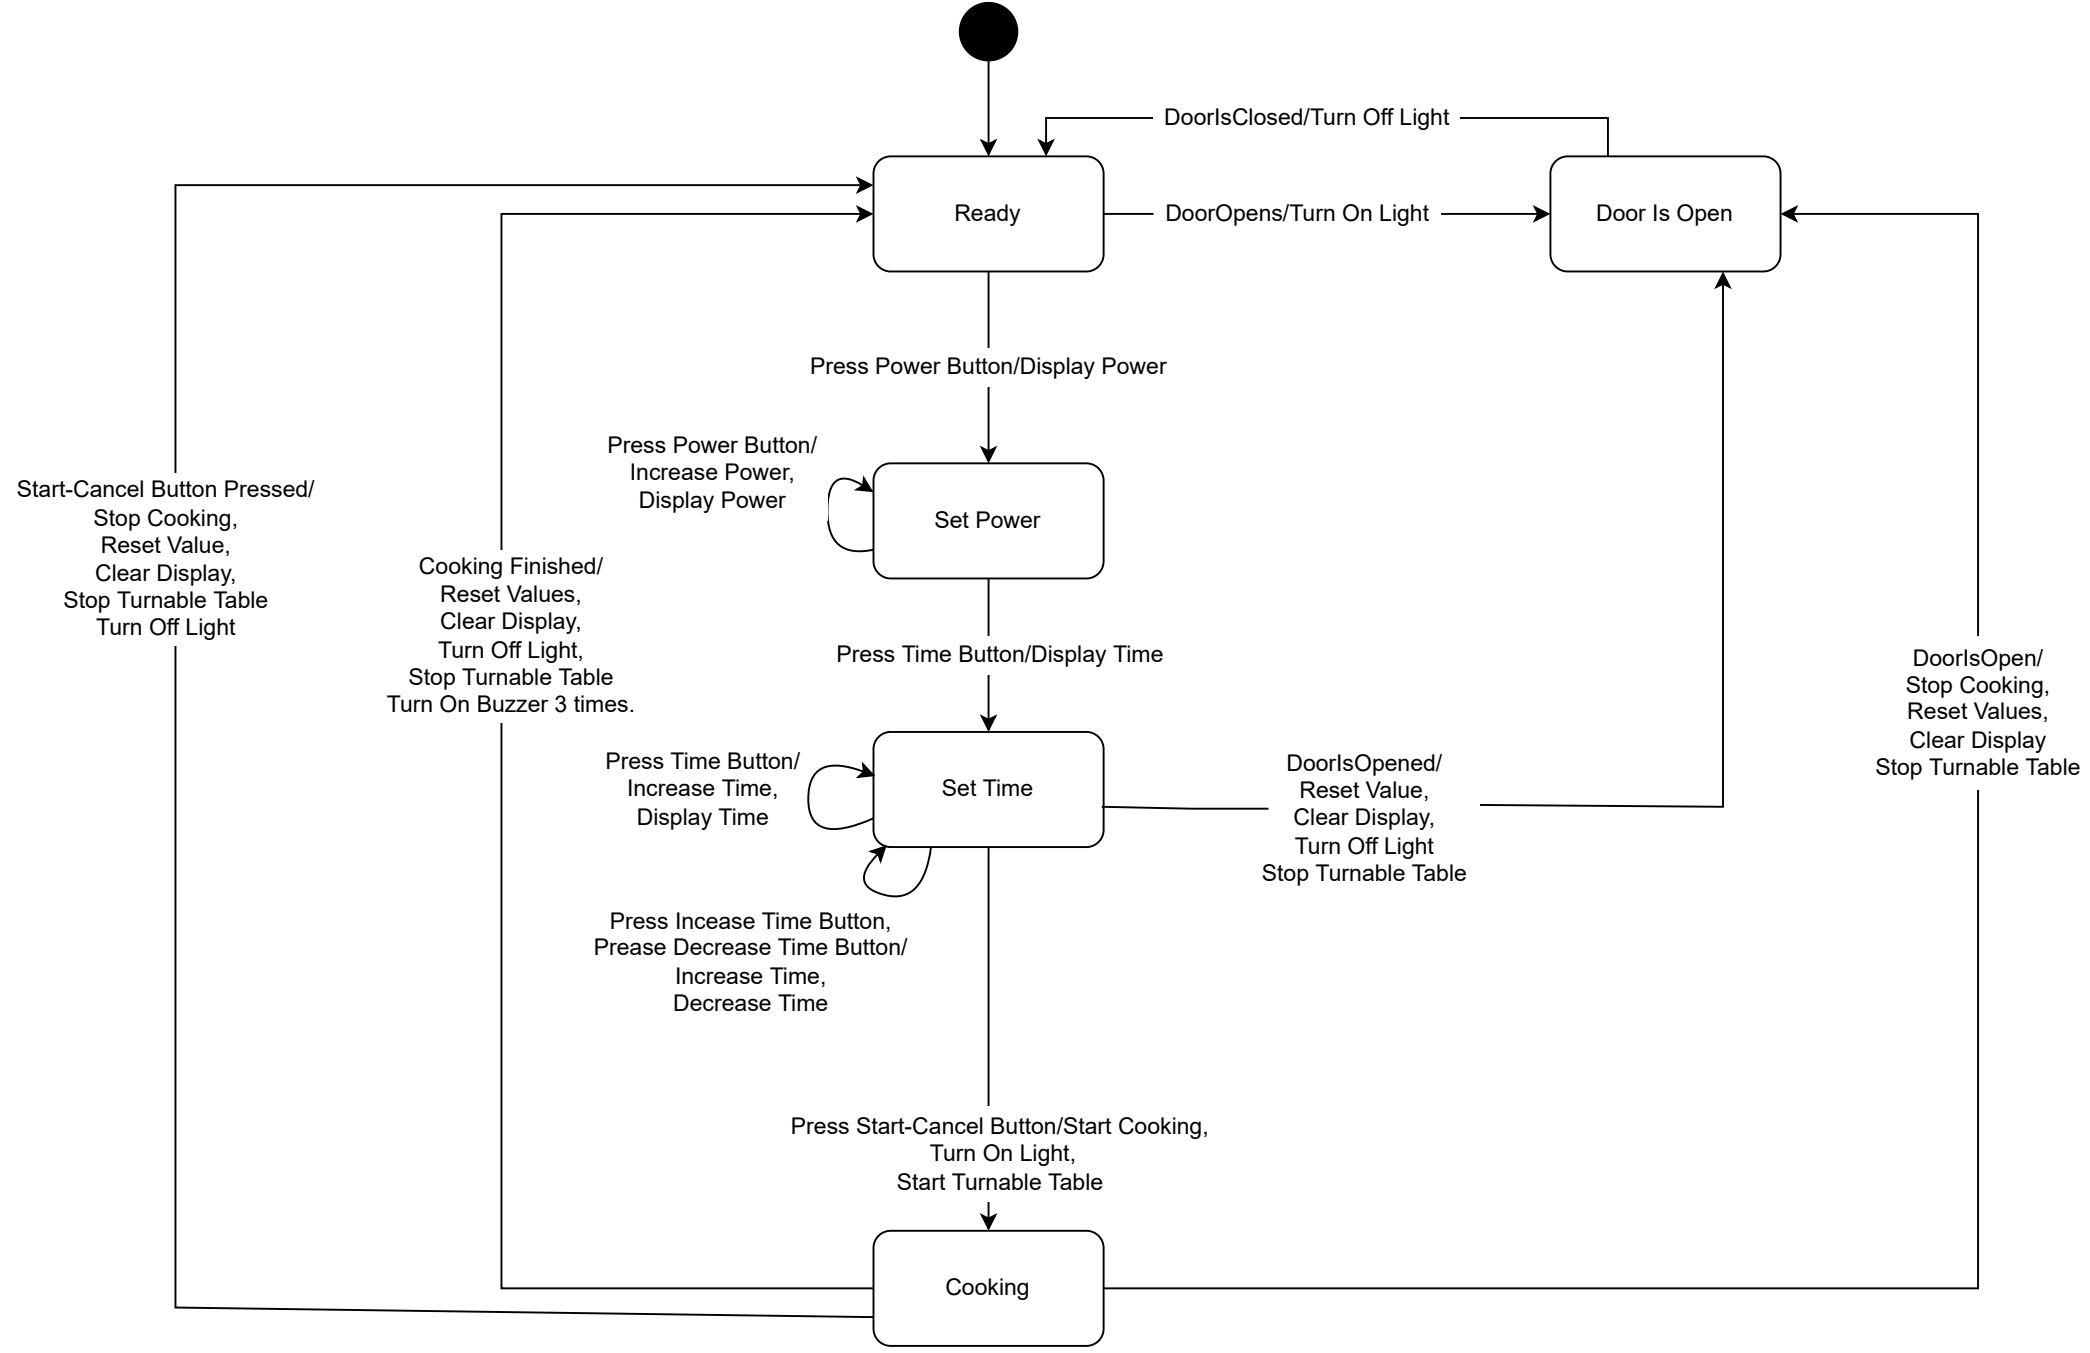 DoorIsClosed/Turn Off Light
Ready
DoorOpens/Turn On Light
Door Is Open
Press Power Button/Display Power
Press Power Button/
Increase Power,
Display Power
Set Power
Start-Cancel Button Pressed/
Stop Cooking,
Reset Value,
Clear Display,
Stop Turnable Table
Turn Off Light
Cooking Finished/
Reset Values,
Clear Display,
Turn Off Light,
Stop Turnable Table
Turn On Buzzer 3 times.
Press Time Button/Display Time
DoorIsOpen/
Stop Cooking,
Reset Values,
Clear Display
Stop Turnable Table
Press Time Button/
Increase Time,
Display Time
Set Time
DoorIsOpened/
Reset Value,
Clear Display,
Turn Off Light
Stop Turnable Table
Press Incease Time Button,
Prease Decrease Time Button/
Increase Time,
Decrease Time
Press Start-Cancel Button/Start Cooking,
Turn On Light,
Start Turnable Table
Cooking